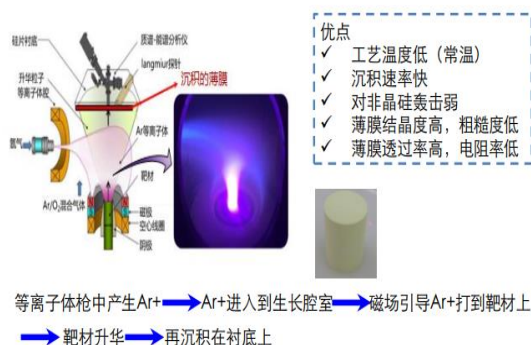 硅片衬底
质谱·能谱分析仪
langmiur探针
升华粒子
等离子体腔
沉积的薄膜
氩气
Ar等离子体
靶材
Ar/O₂混合气体
磁极
空心线圈
阴极
优点
✓ 工艺温度低（常温）
✓ 沉积速率快
✓ 对非晶硅轰击弱
✓ 薄膜结晶度高，粗糙度低
✓ 薄膜透过率高，电阻率低
等离子体枪中产生Ar+ → Ar+进入到生长腔室 → 磁场引导Ar+打到靶材上
→ 靶材升华 → 再沉积在衬底上